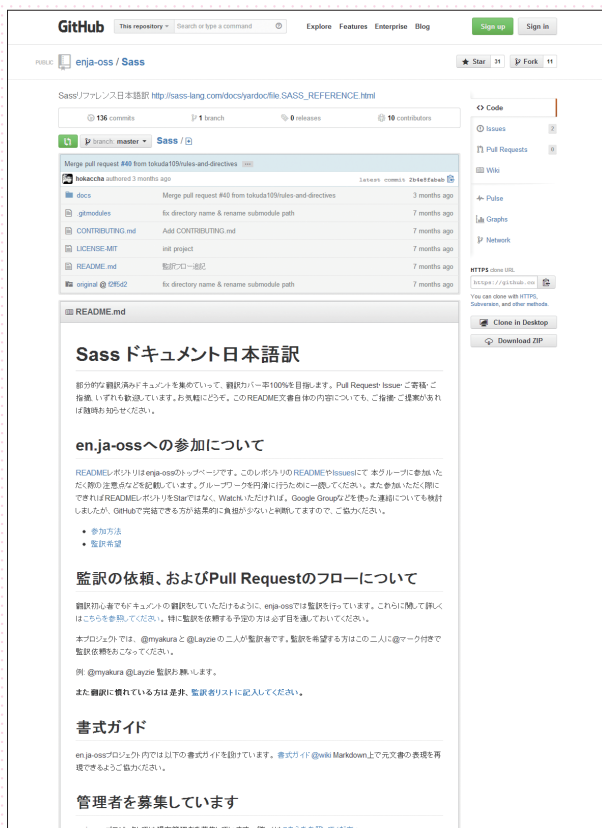 GitHub This repository Search or type a command Explore Features Enterprise Blog Sign up Sign in
PUBLIC enja-oss / Sass Star 31 Fork 11
Sassリファレンス日本語訳 http://sass-lang.com/docs/yardoc/file.SASS_REFERENCE.html
136 commits 1 branch 0 releases 10 contributors
branch: master Sass /
Merge pull request #40 from tokuda109/rules-and-directives
hokaccha authored 3 months ago latest commit 2b4effabab
docs Merge pull request #40 from tokuda109/rules-and-directives 3 months ago
.gitmodules fix directory name & rename submodule path 7 months ago
CONTRIBUTING.md Add CONTRIBUTING.md 7 months ago
LICENSE-MIT init project 7 months ago
README.md 監訳フロー追記 7 months ago
original @ f2ff5d2 fix directory name & rename submodule path 7 months ago
Code
Issues 2
Pull Requests 0
Wiki
Pulse
Graphs
Network
HTTPS clone URL
https://github.co
You can clone with HTTPS,
Subversion, and other methods.
Clone in Desktop
Download ZIP
README.md
Sass ドキュメント日本語訳
部分的な翻訳済みドキュメントを集めていって、翻訳カバー率100%を目指します。Pull Request・Issue・ご寄稿・ご
指摘、いずれも歓迎しています。お気軽にどうぞ。このREADME文書自体の内容についても、ご指摘・ご提案があれ
ば随時お知らせください。
en.ja-ossへの参加について
READMEレポジトリはenja-ossのトップページです。このレポジトリのREADMEやIssuesにて 本グループに参加いた
だく際の注意点などを記載しています。グループワークを円滑に行うために一読してください。また参加いただく際に
できればREADMEレポジトリをStarではなく、Watchいただければ。Google Groupなどを使った連絡についても検討
しましたが、GitHubで完結できる方が結果的に負担が少ないと判断してますので、ご協力ください。
参加方法
監訳希望
監訳の依頼、およびPull Requestのフローについて
翻訳初心者でもドキュメントの翻訳をしていただけるように、enja-ossでは監訳を行っています。これらに関して詳しく
はこちらを参照してください。特に監訳を依頼する予定の方は必ず目を通しておいてください。
本プロジェクトでは、@myakura と @Layzie の二人が監訳者です。監訳を希望する方はこの二人に@マーク付きで
監訳依頼をおこなってください。
例: @myakura @Layzie 監訳お願いします。
また翻訳に慣れている方は是非、監訳者リストに記入してください。
書式ガイド
en.ja-ossプロジェクト内では以下の書式ガイドを設けています。書式ガイド@wiki Markdown上で元文書の表現を再
現できるようご協力ください。
管理者を募集しています